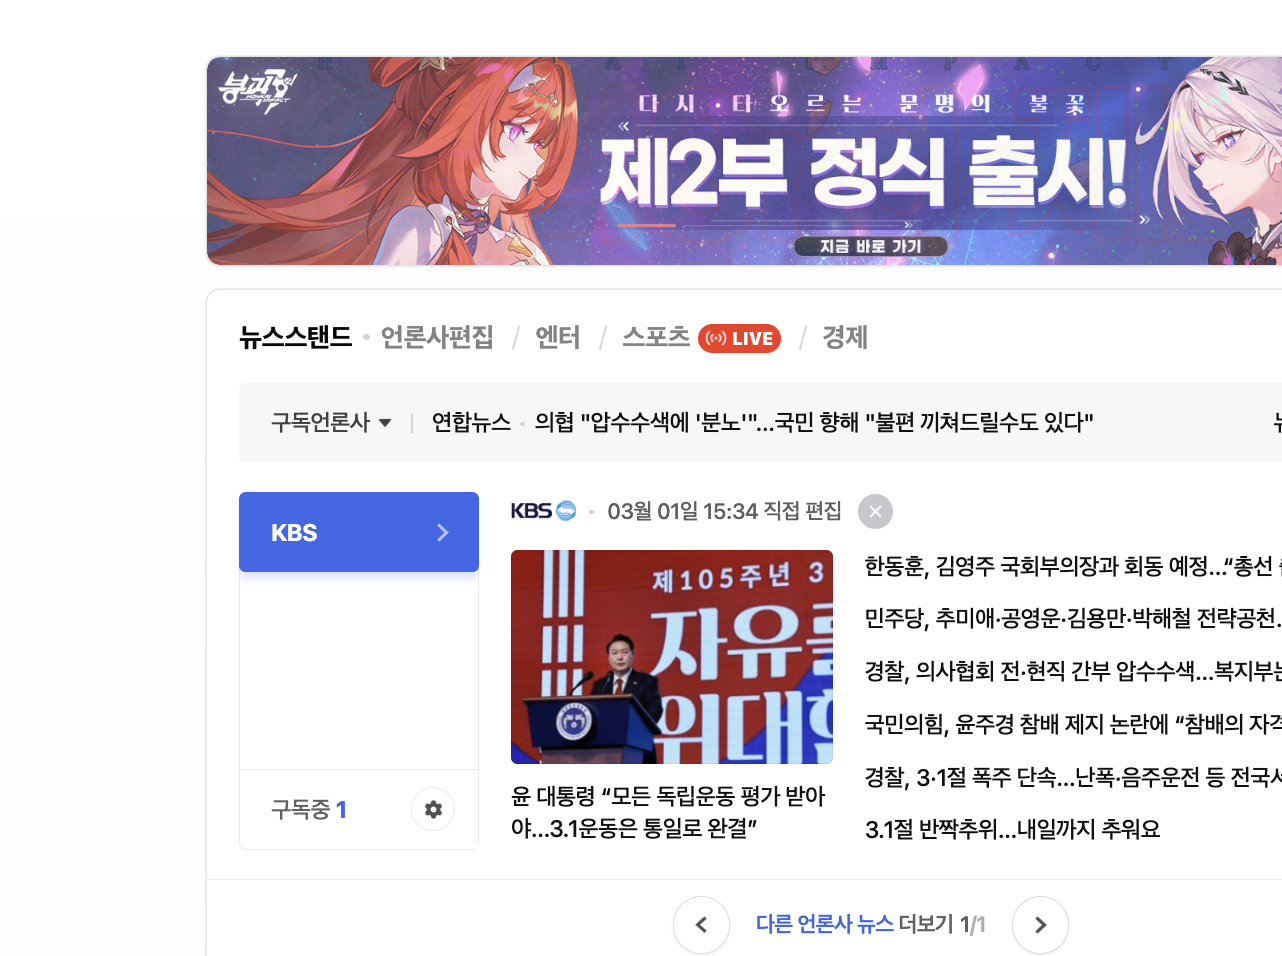 붕괴3rd
HONKAI IMPACT
다시 · 타오르는 문명의 불꽃
제2부 정식 출시!
지금 바로 가기
뉴스스탠드 · 언론사편집 / 엔터 / 스포츠 LIVE / 경제
구독언론사 연합뉴스 · 의협 "압수수색에 '분노'"...국민 향해 "불편 끼쳐드릴수도 있다"
KBS
KBS · 03월 01일 15:34 직접 편집
제105주년 3
자유를
위대한
윤 대통령 “모든 독립운동 평가 받아
야…3.1운동은 통일로 완결”
한동훈, 김영주 국회부의장과 회동 예정…“총선
민주당, 추미애·공영운·김용만·박해철 전략공천
경찰, 의사협회 전·현직 간부 압수수색…복지부는
국민의힘, 윤주경 참배 제지 논란에 “참배의 자격
경찰, 3·1절 폭주 단속…난폭·음주운전 등 전국서
3.1절 반짝추위…내일까지 추워요
구독중 1
다른 언론사 뉴스 더보기 1/1